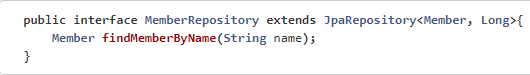 public interface MemberRepository extends JpaRepository<Member, Long>{
    Member findMemberByName(String name);
}